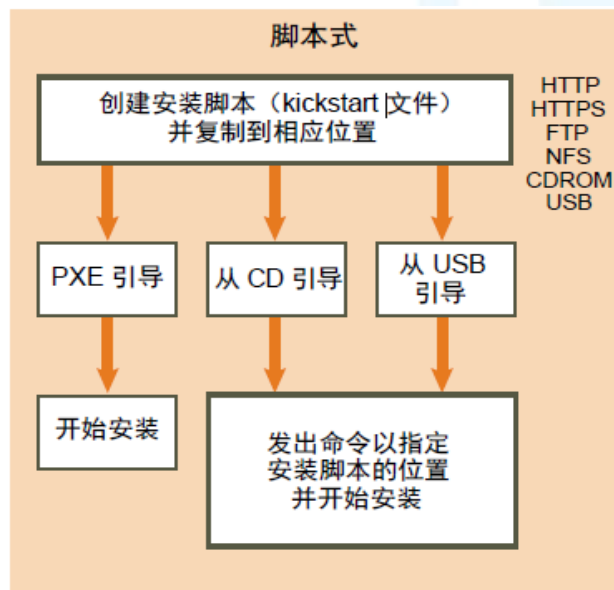 脚本式
创建安装脚本（kickstart 文件）
并复制到相应位置
HTTP
HTTPS
FTP
NFS
CDROM
USB
PXE 引导
从 CD 引导
从 USB
引导
开始安装
发出命令以指定
安装脚本的位置
并开始安装